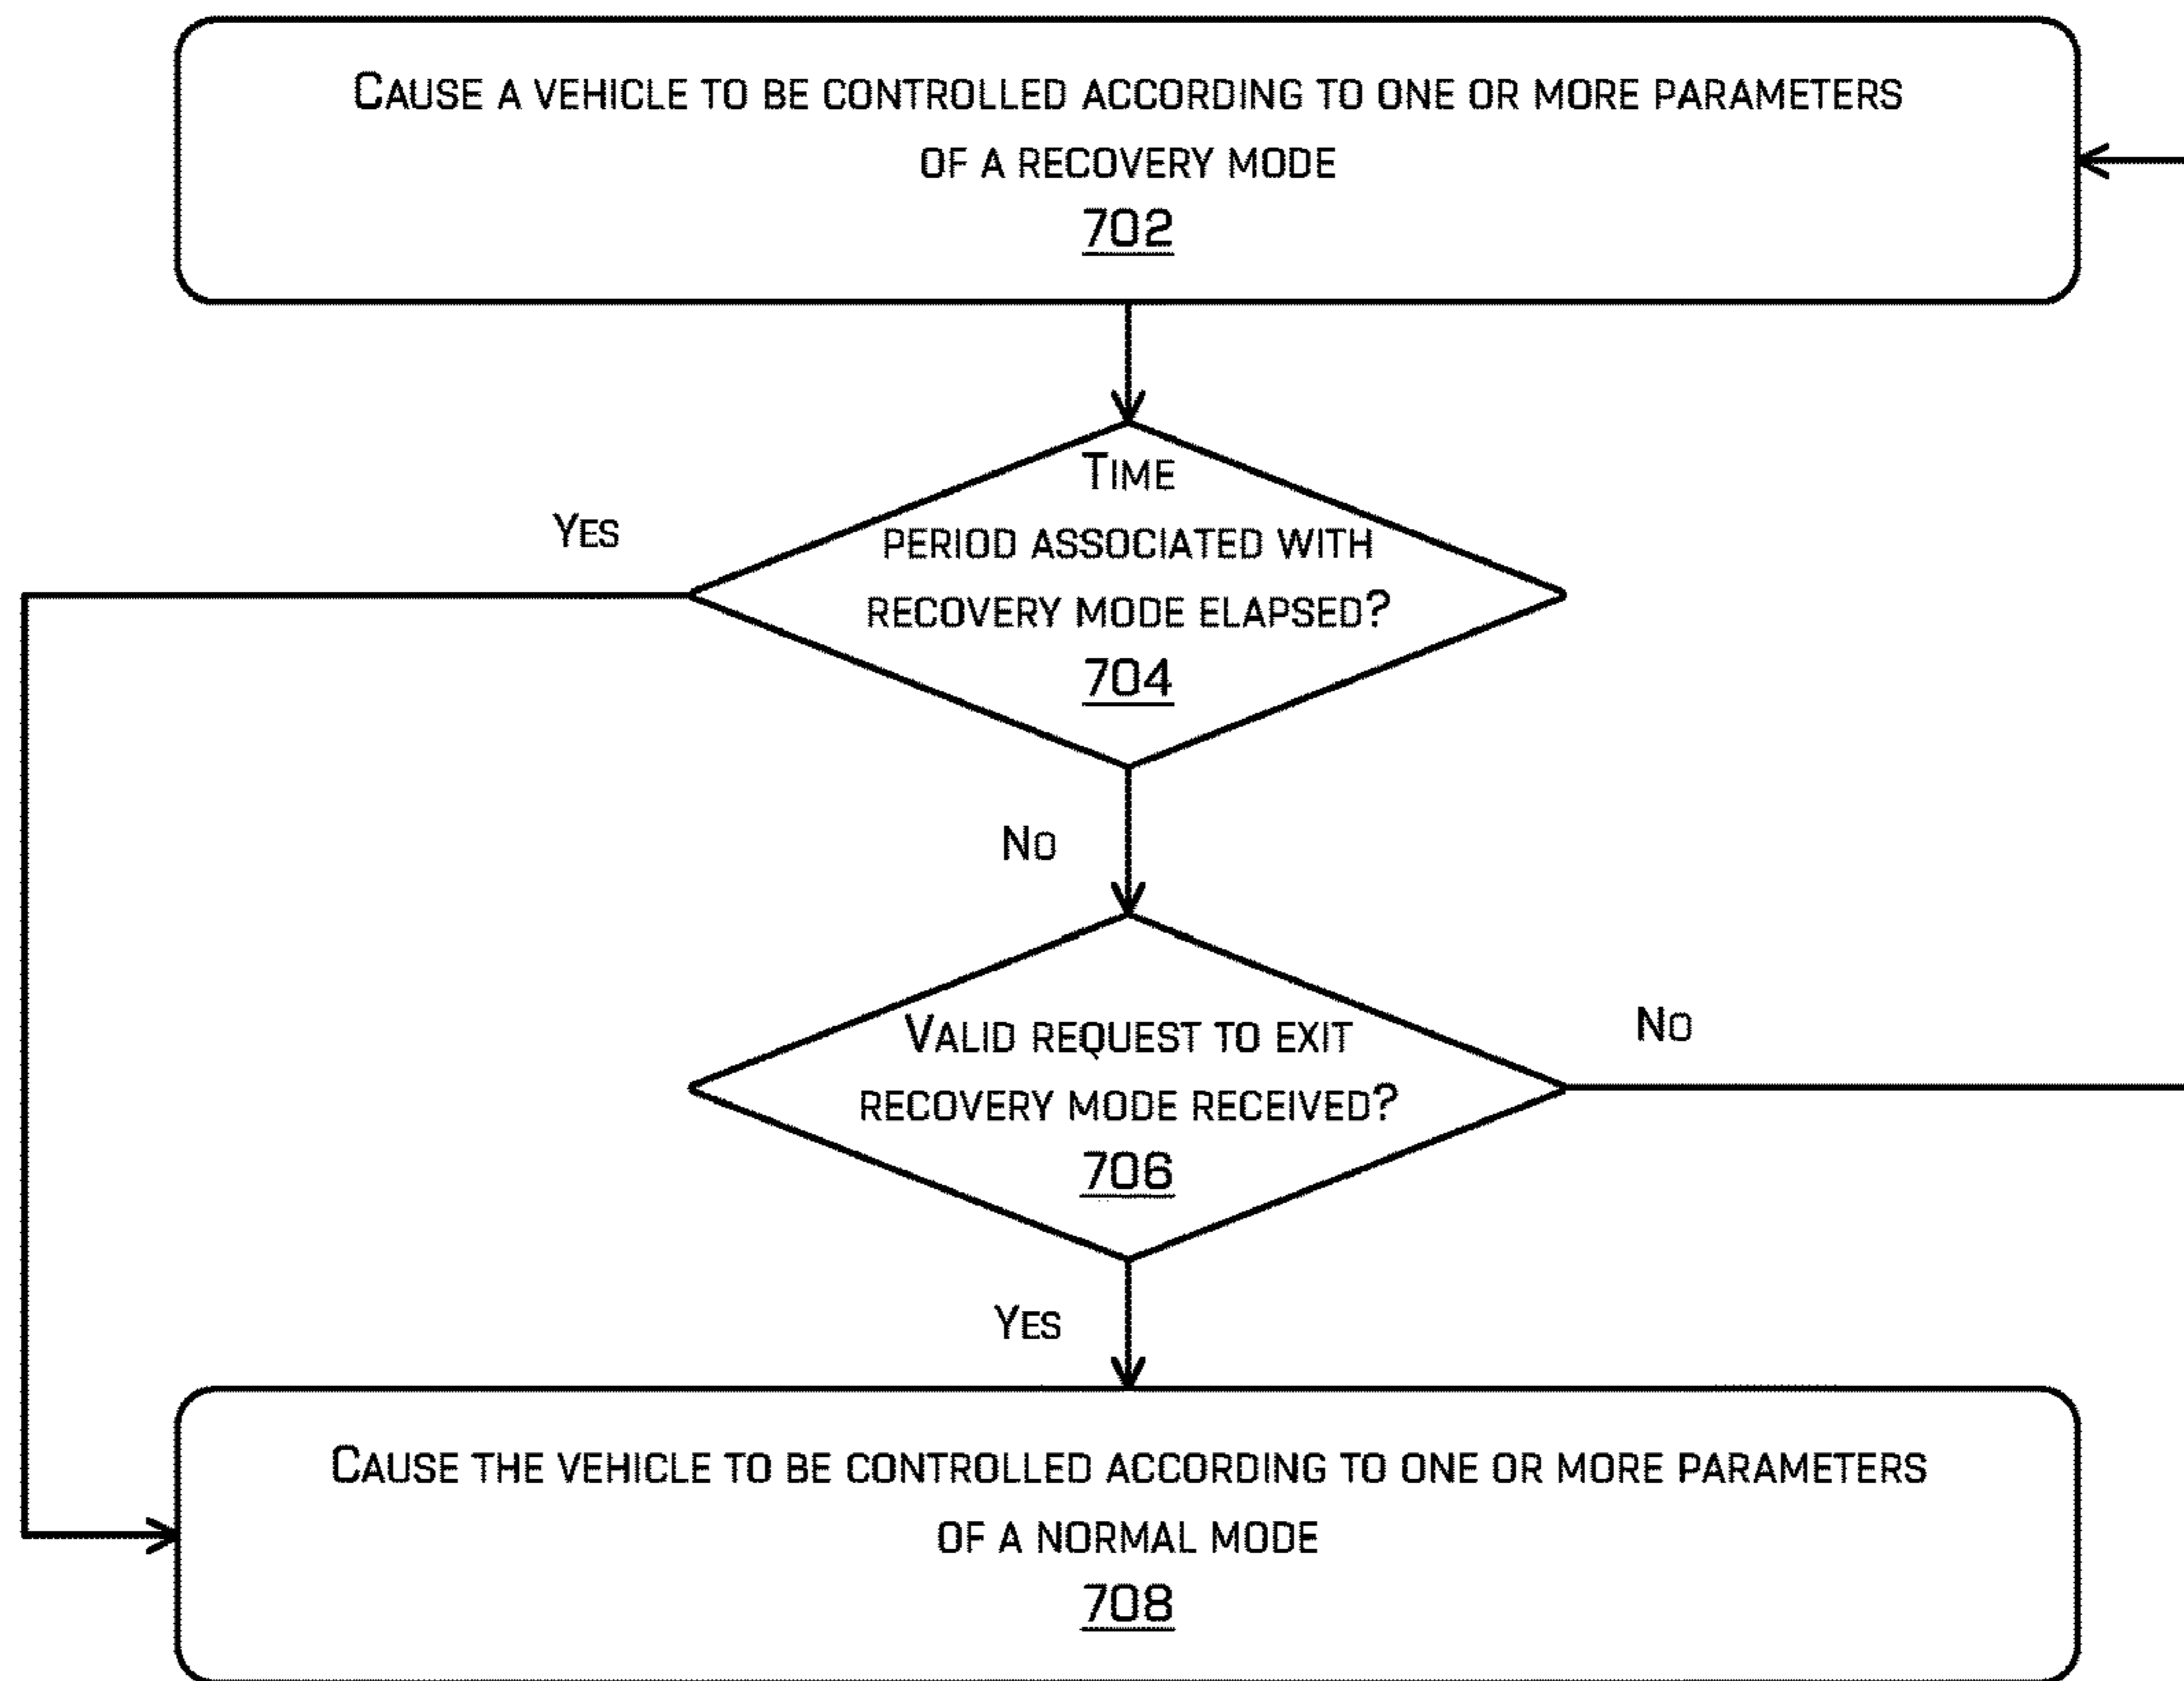 Cause a vehicle to be controlled according to one or more parameters
of a recovery mode
702
Time
period associated with
recovery mode elapsed?
704
Yes
No
Valid request to exit
recovery mode received?
706
No
Yes
Cause the vehicle to be controlled according to one or more parameters
of a normal mode
708